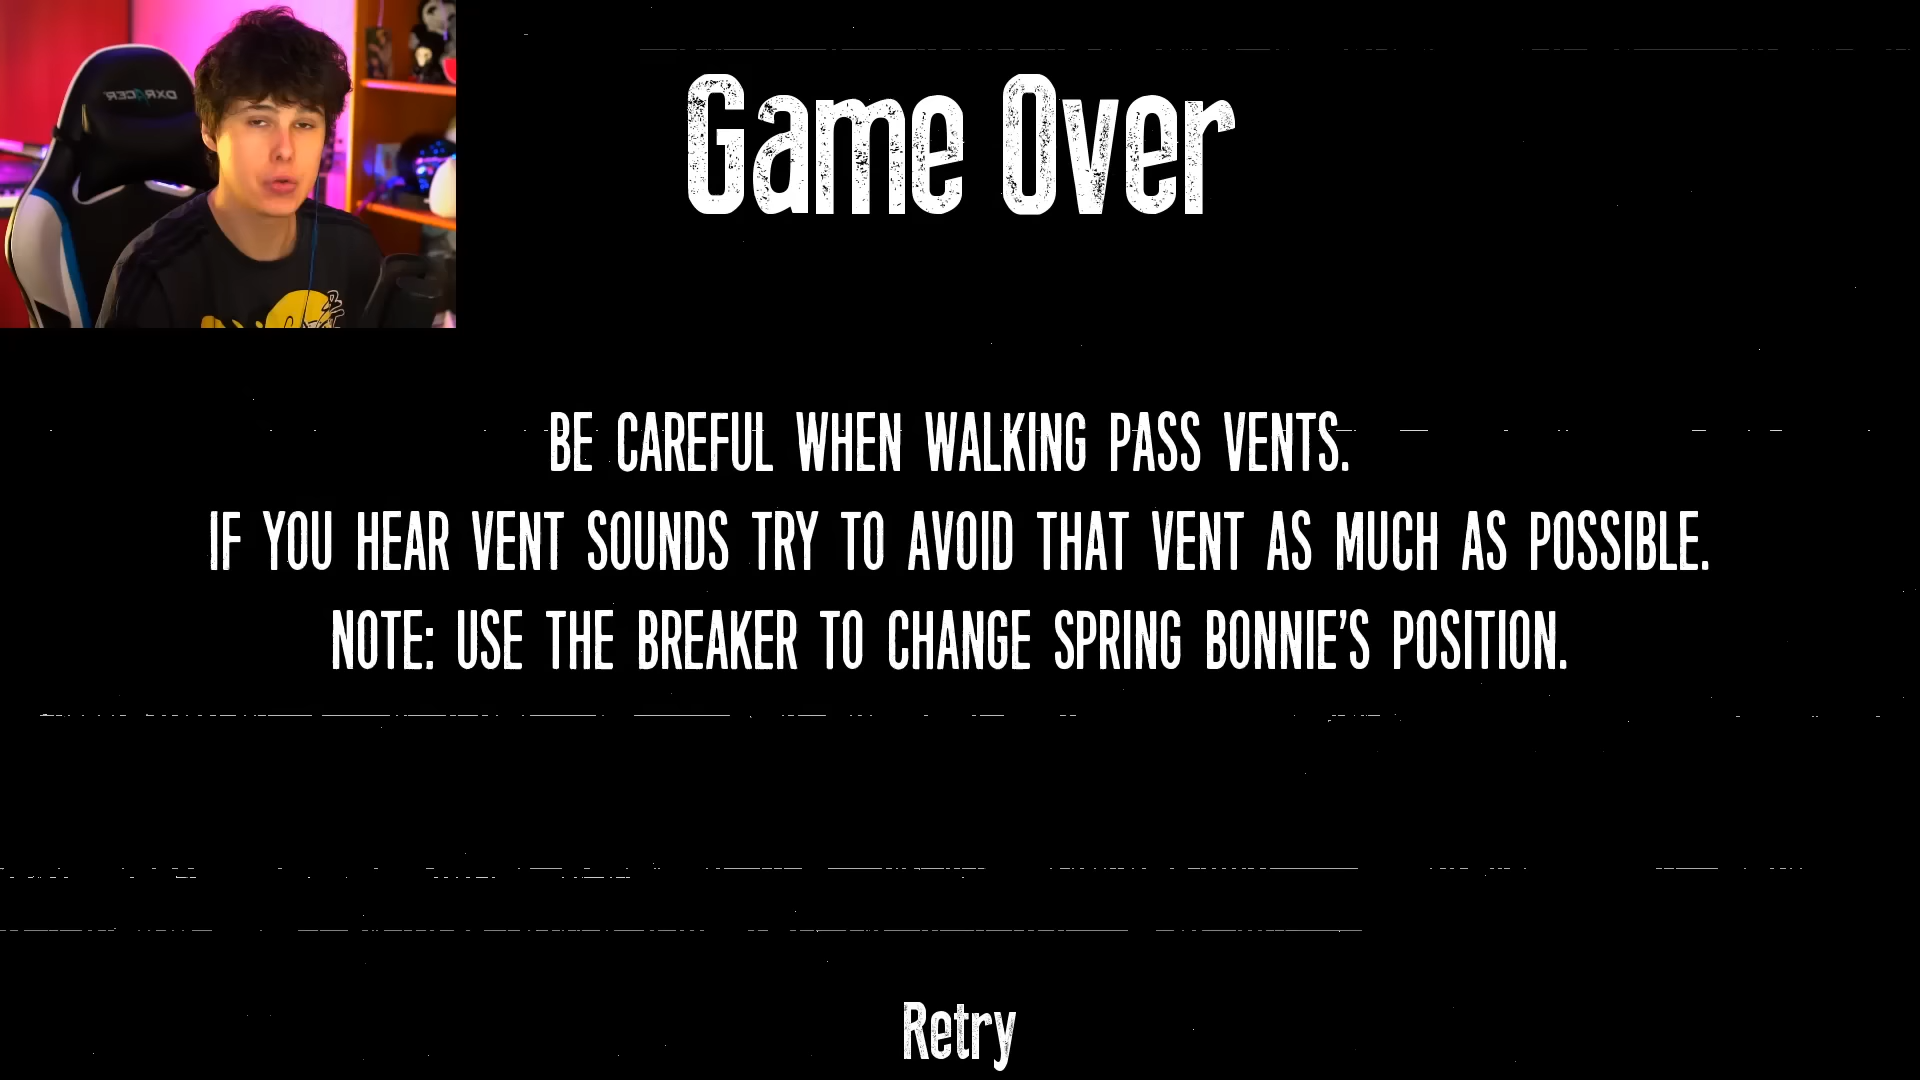 DXRACER
Game Over
BE CAREFUL WHEN WALKING PASS VENTS.
IF YOU HEAR VENT SOUNDS TRY TO AVOID THAT VENT AS MUCH AS POSSIBLE.
NOTE: USE THE BREAKER TO CHANGE SPRING BONNIE'S POSITION.
Retry